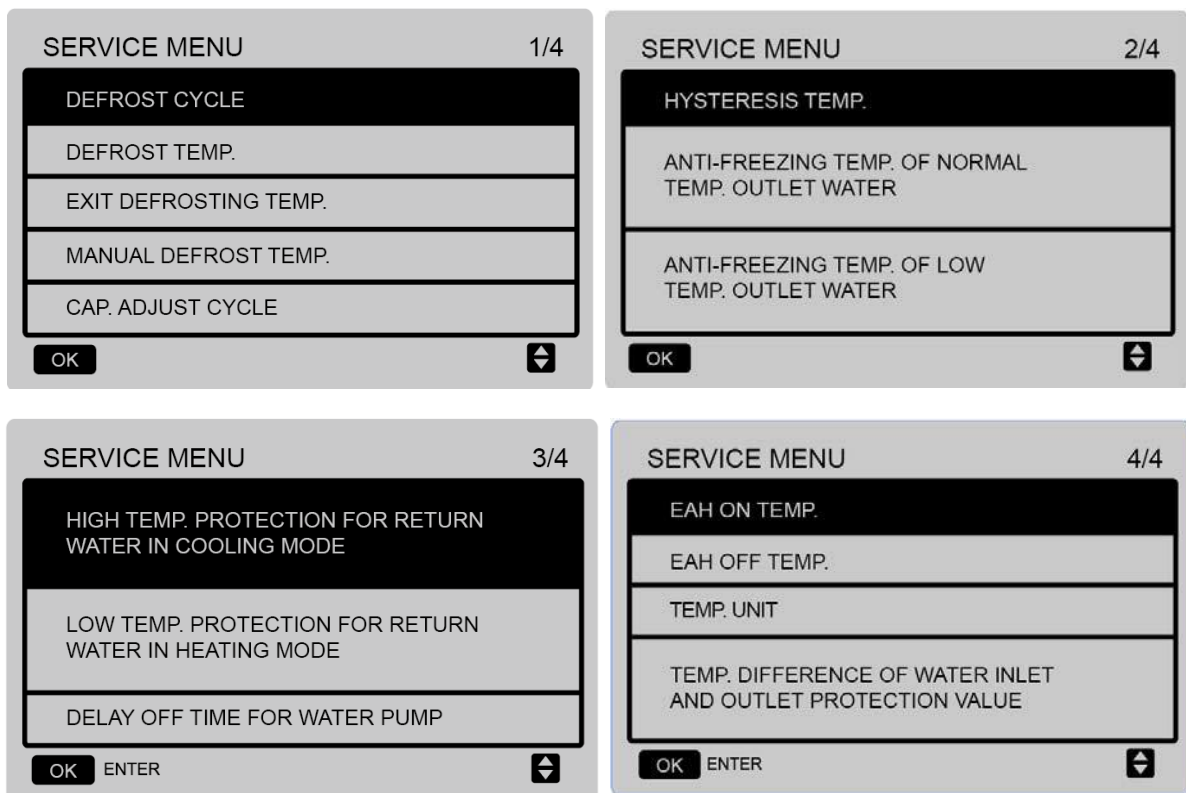 SERVICE MENU 1/4
DEFROST CYCLE
DEFROST TEMP.
EXIT DEFROSTING TEMP.
MANUAL DEFROST TEMP.
CAP. ADJUST CYCLE
OK
SERVICE MENU 2/4
HYSTERESIS TEMP.
ANTI-FREEZING TEMP. OF NORMAL
TEMP. OUTLET WATER
ANTI-FREEZING TEMP. OF LOW
TEMP. OUTLET WATER
OK
SERVICE MENU 3/4
HIGH TEMP. PROTECTION FOR RETURN
WATER IN COOLING MODE
LOW TEMP. PROTECTION FOR RETURN
WATER IN HEATING MODE
DELAY OFF TIME FOR WATER PUMP
OK ENTER
SERVICE MENU 4/4
EAH ON TEMP.
EAH OFF TEMP.
TEMP. UNIT
TEMP. DIFFERENCE OF WATER INLET
AND OUTLET PROTECTION VALUE
OK ENTER